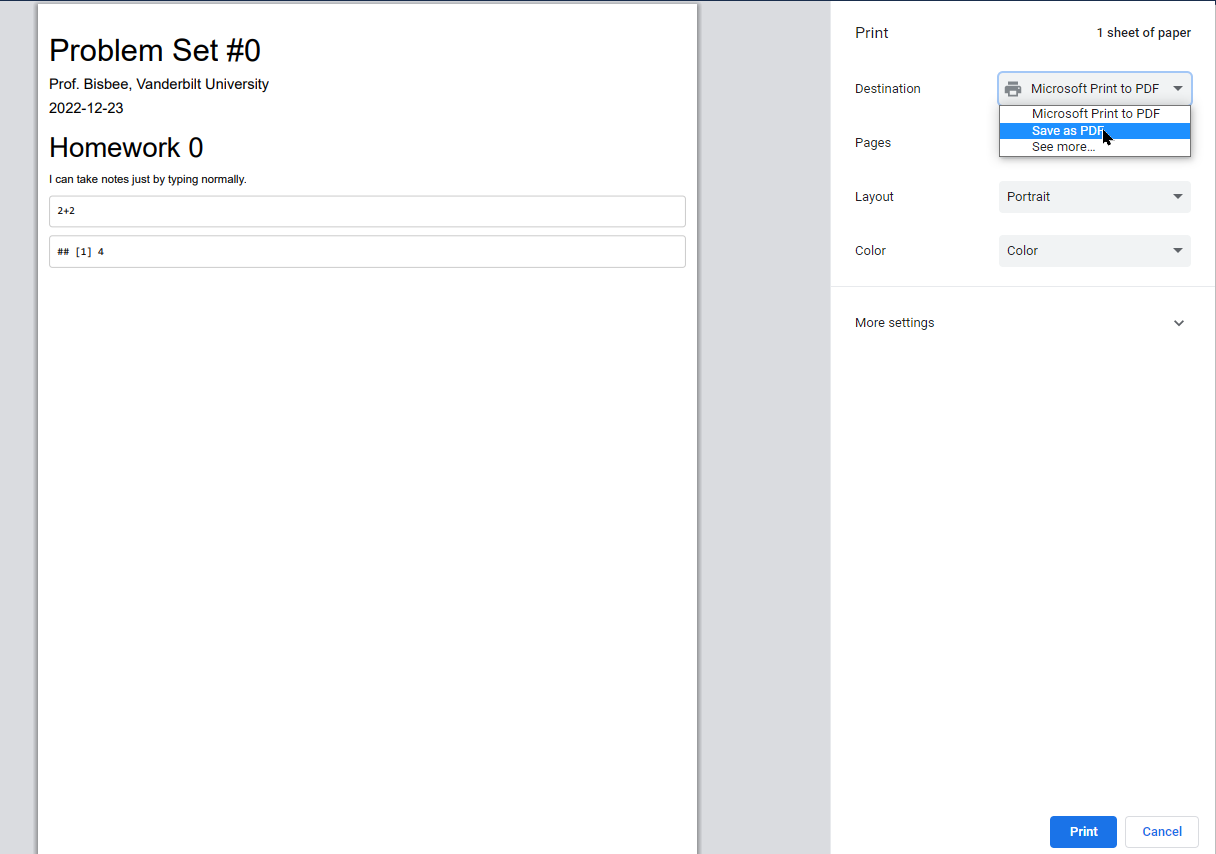 Problem Set #0
Prof. Bisbee, Vanderbilt University
2022-12-23
Homework 0
I can take notes just by typing normally.
2+2
## [1] 4
Print 1 sheet of paper
Destination Microsoft Print to PDF
Microsoft Print to PDF
Save as PDF
See more...
Pages
Layout Portrait
Color Color
More settings
Print Cancel